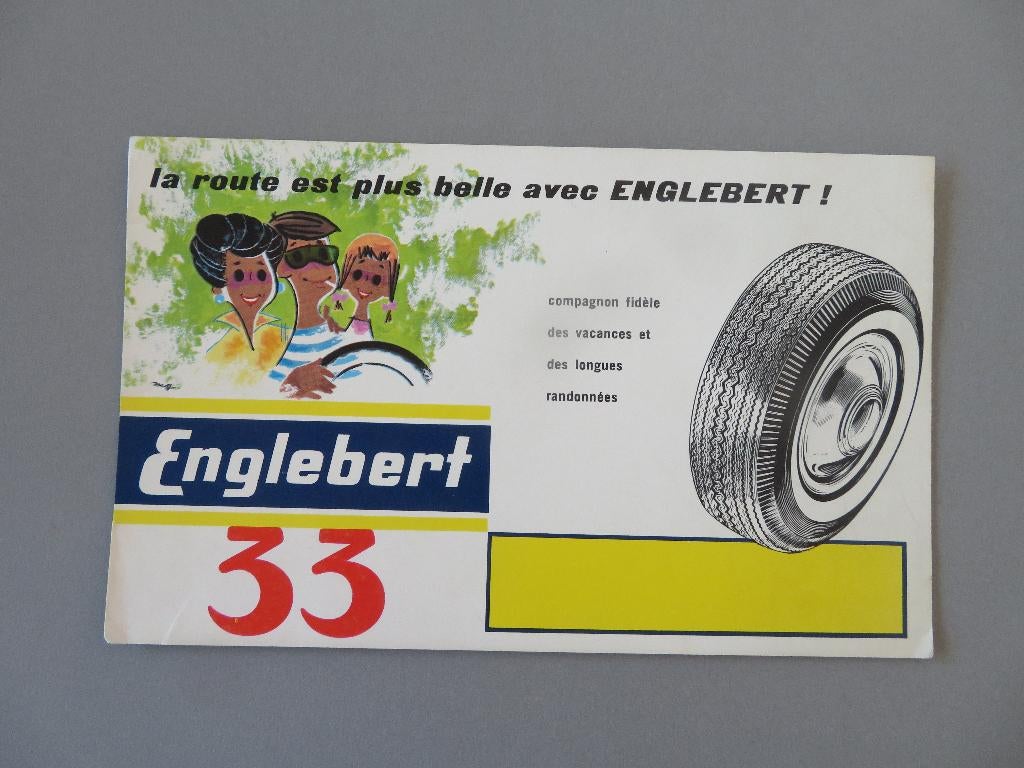 la route est plus belle avec ENGLEBERT !
compagnon fidèle
des vacances et
des longues
randonnées
Englebert
33